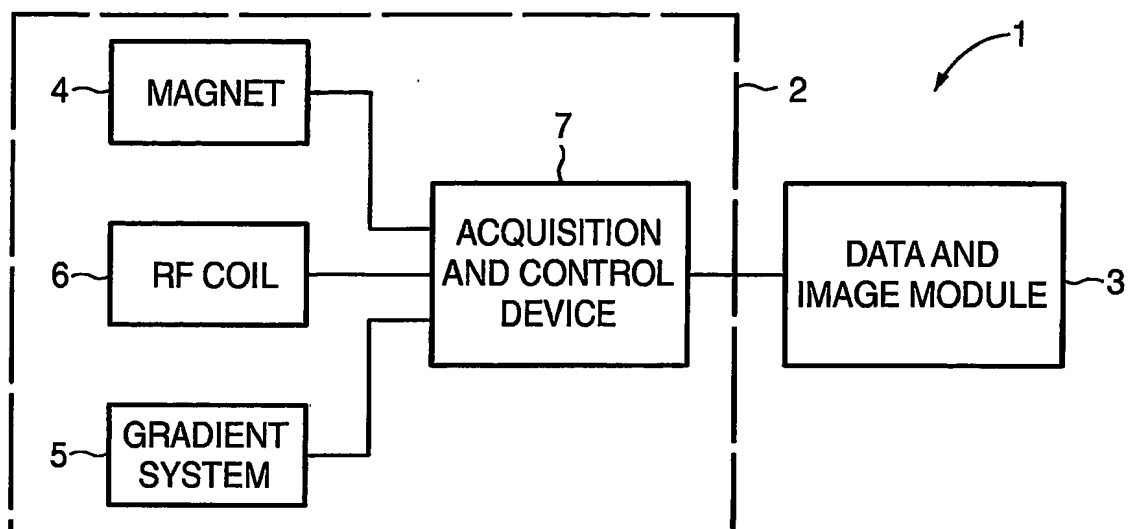 1
4
MAGNET
2
7
6
RF COIL
ACQUISITION
AND CONTROL
DEVICE
DATA AND
IMAGE MODULE
3
5
GRADIENT
SYSTEM